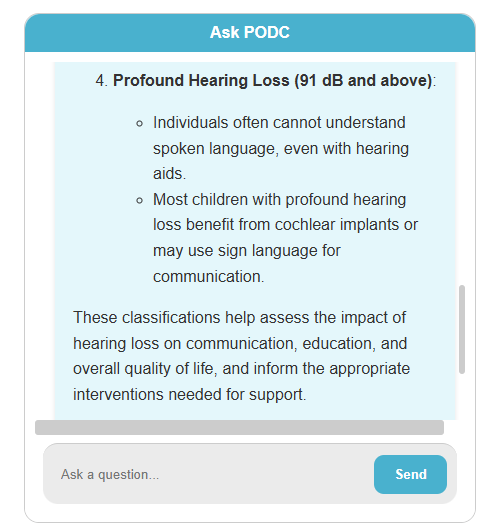 Ask PODC
4. Profound Hearing Loss (91 dB and above):
◦ Individuals often cannot understand
spoken language, even with hearing
aids.
◦ Most children with profound hearing
loss benefit from cochlear implants or
may use sign language for
communication.
These classifications help assess the impact of
hearing loss on communication, education, and
overall quality of life, and inform the appropriate
interventions needed for support.
Ask a question...
Send